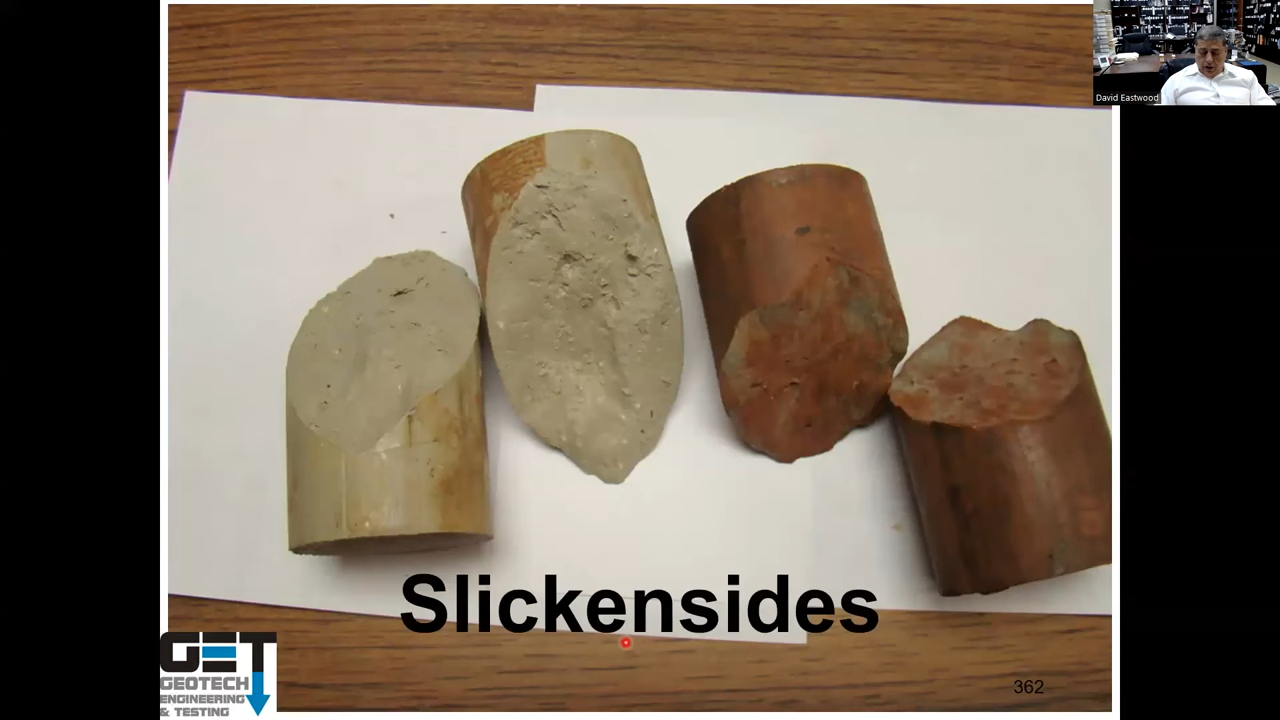 David Eastwood
Slickensides
GET
GEOTECH
ENGINEERING
& TESTING
362